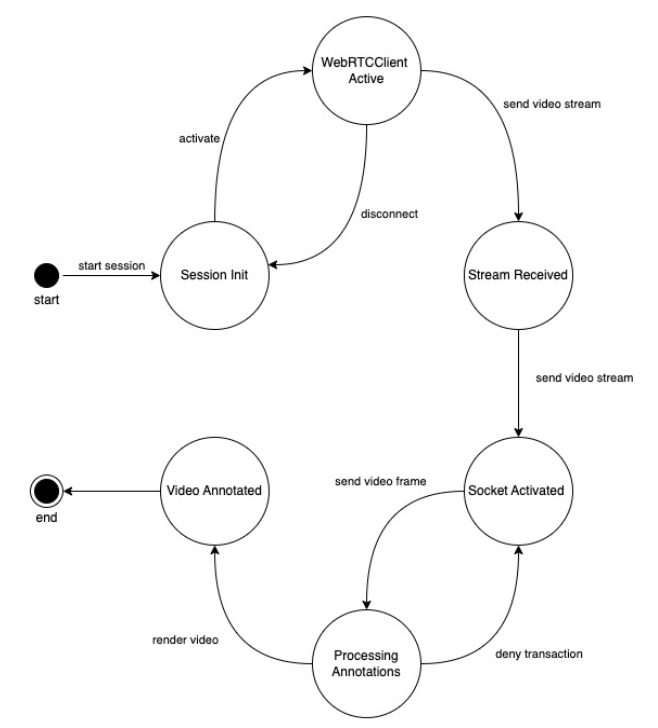 WebRTCClient
Active
send video stream
activate
disconnect
start session
Session Init
Stream Received
start
send video stream
send video frame
Video Annotated
Socket Activated
end
render video
Processing
Annotations
deny transaction